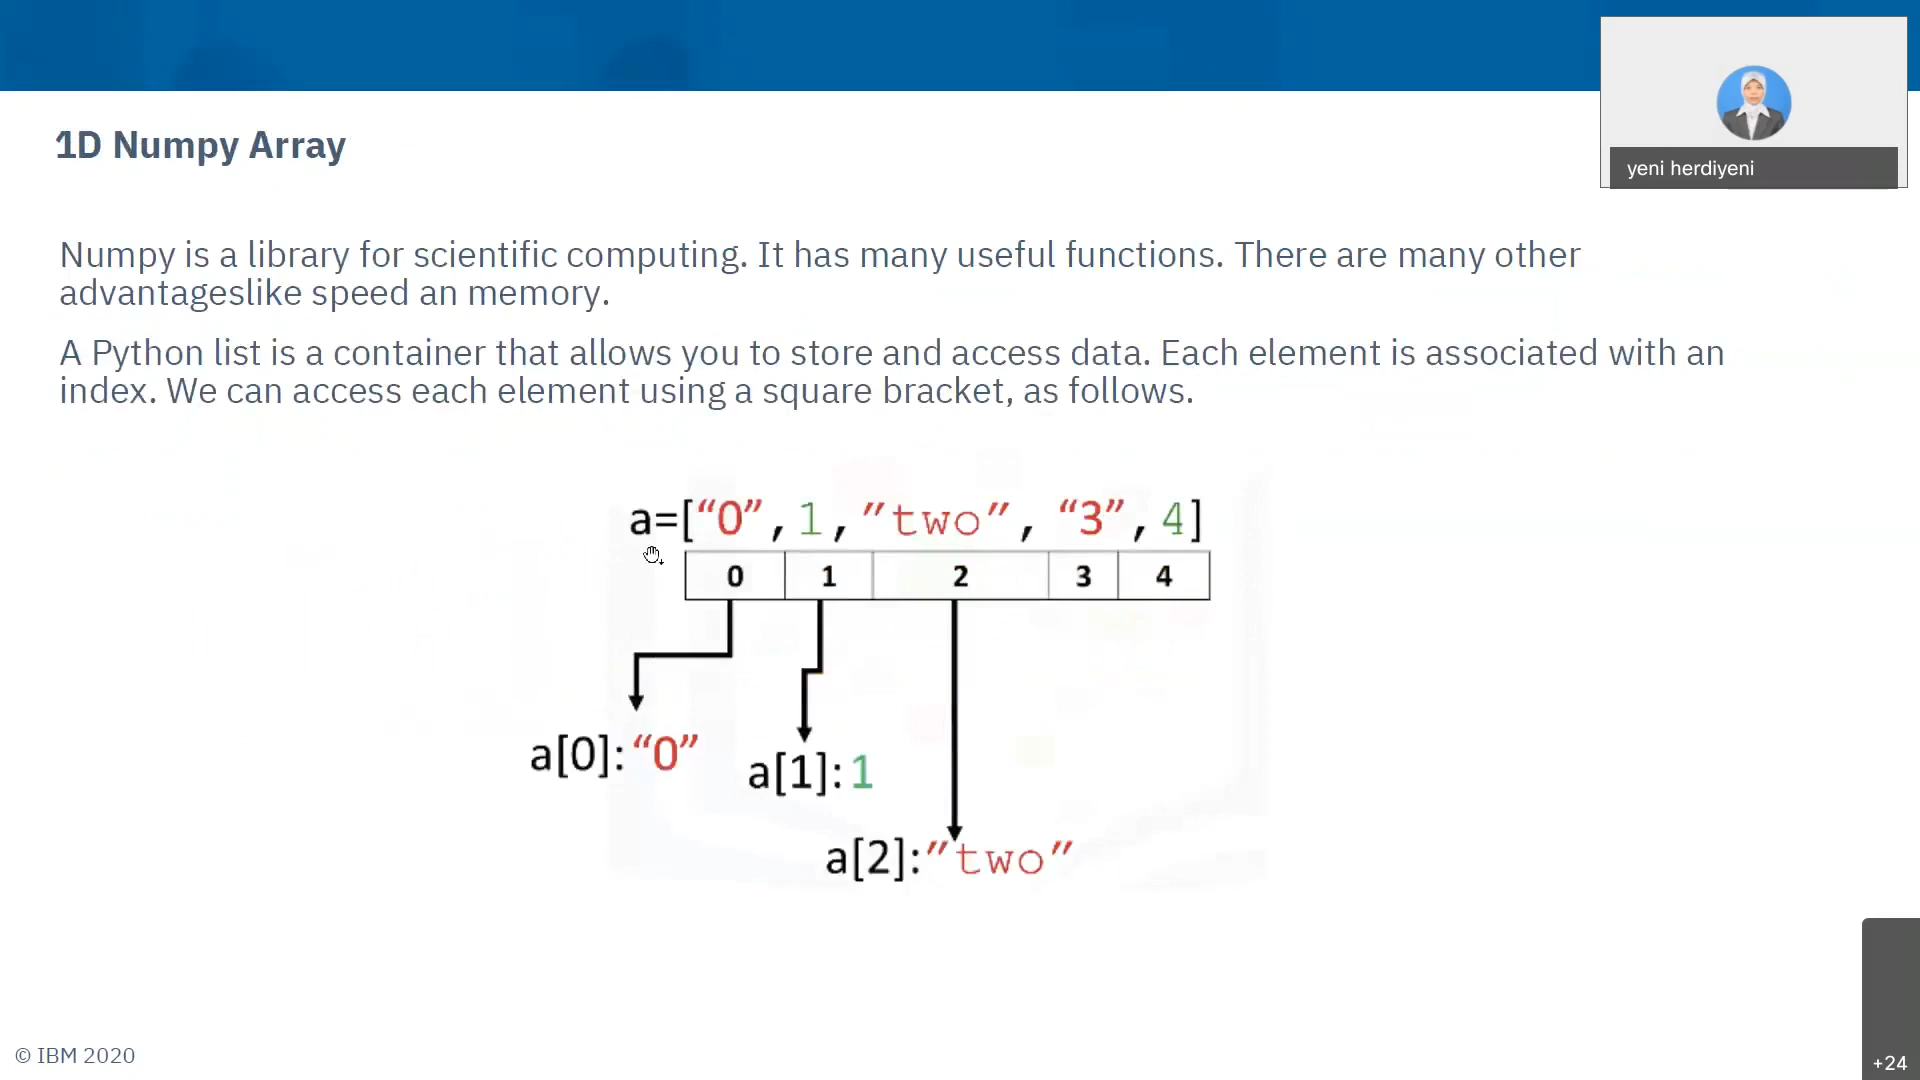 yeni herdiyeni
1D Numpy Array
Numpy is a library for scientific computing. It has many useful functions. There are many other
advantageslike speed an memory.
A Python list is a container that allows you to store and access data. Each element is associated with an
index. We can access each element using a square bracket, as follows.
a=[“0”, 1, ”two”, “3”, 4]
0 1 2 3 4
a[0]:“0”
a[1]:1
a[2]:”two”
© IBM 2020
+24